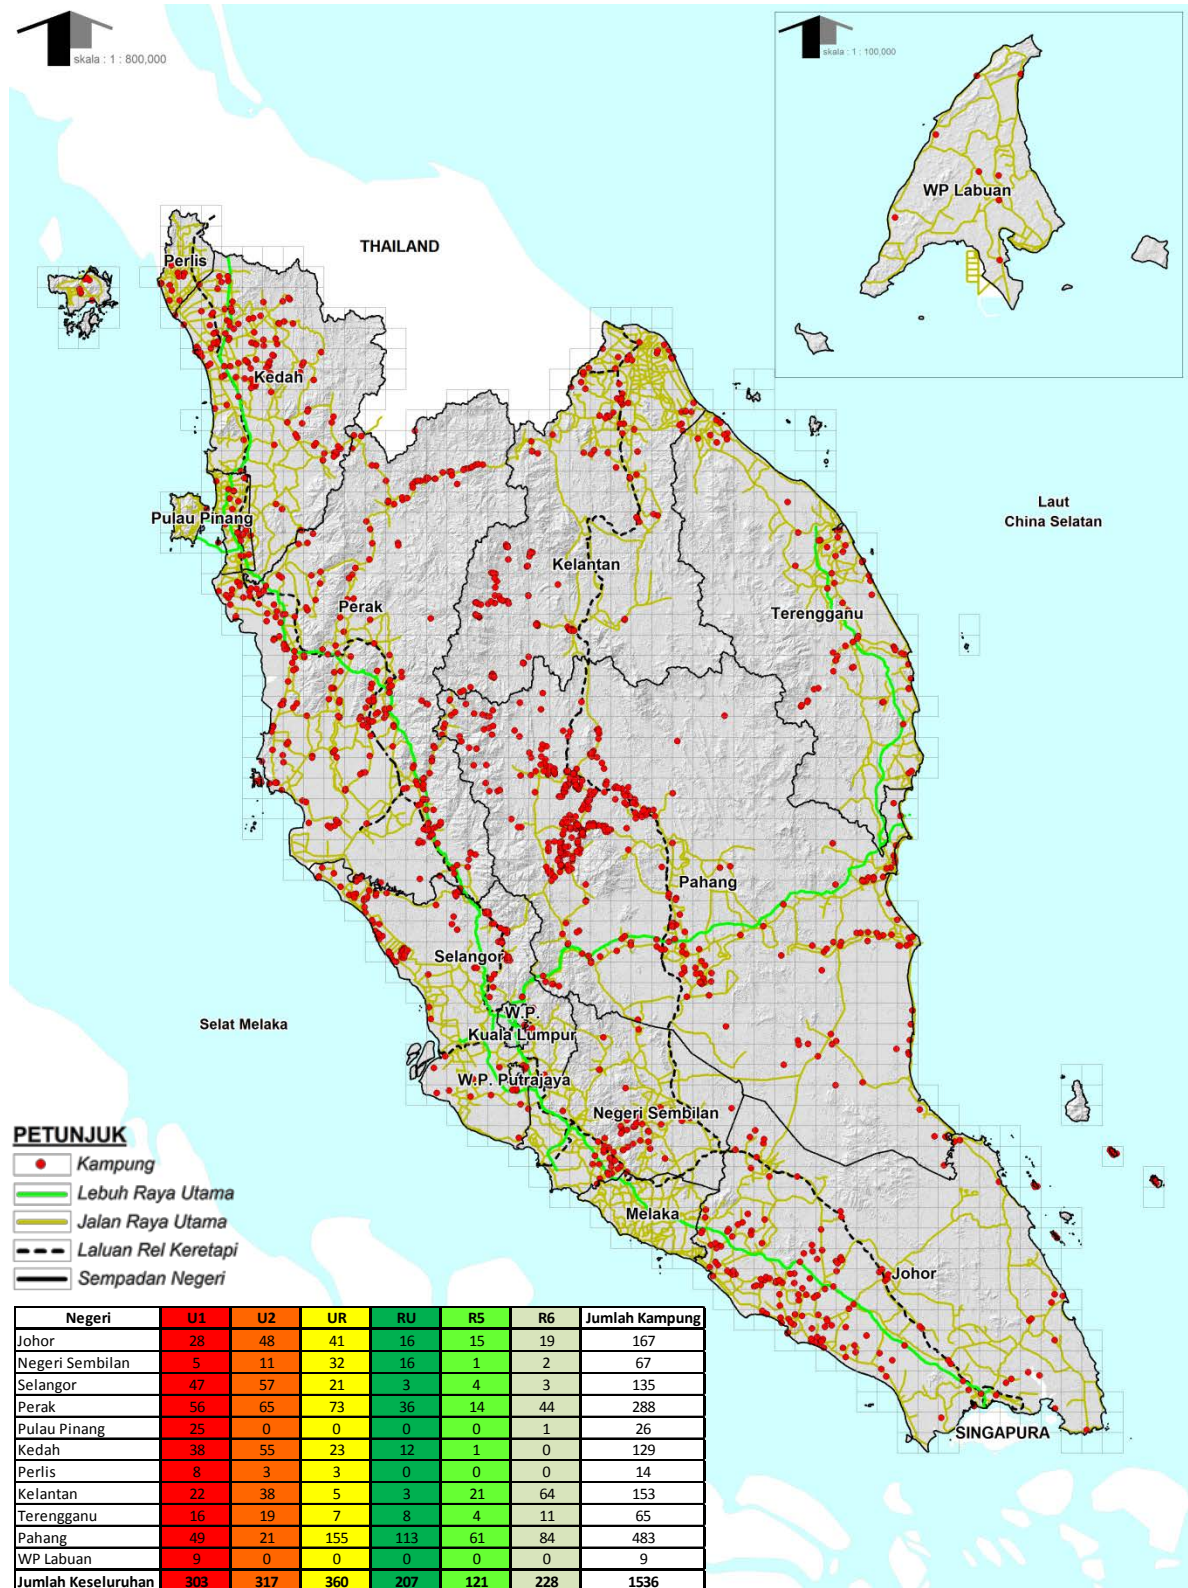 skala : 1 : 800,000
skala : 1 : 100,000
WP Labuan
THAILAND
Perlis
Kedah
Laut
China Selatan
Pulau Pinang
Kelantan
Perak
Terengganu
Pahang
Selangor
W.P.
Kuala Lumpur
Selat Melaka
W.P. Putrajaya
Negeri Sembilan
Melaka
Johor
SINGAPURA
PETUNJUK
Kampung
Lebuh Raya Utama
Jalan Raya Utama
Laluan Rel Keretapi
Sempadan Negeri
Negeri U1 U2 UR RU R5 R6 Jumlah Kampung
Johor 28 48 41 16 15 19 167
Negeri Sembilan 5 11 32 16 1 2 67
Selangor 47 57 21 3 4 3 135
Perak 56 65 73 36 14 44 288
Pulau Pinang 25 0 0 0 0 1 26
Kedah 38 55 23 12 1 0 129
Perlis 8 3 3 0 0 0 14
Kelantan 22 38 5 3 21 64 153
Terengganu 16 19 7 8 4 11 65
Pahang 49 21 155 113 61 84 483
WP Labuan 9 0 0 0 0 0 9
Jumlah Keseluruhan 303 317 360 207 121 228 1536